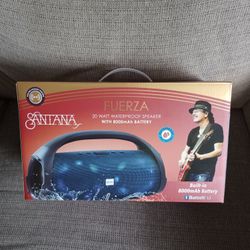 FUERZA
20 WATT WATERPROOF SPEAKER
WITH 8000mAH BATTERY
SANTANA
Built-in
8000mAh Battery
Bluetooth